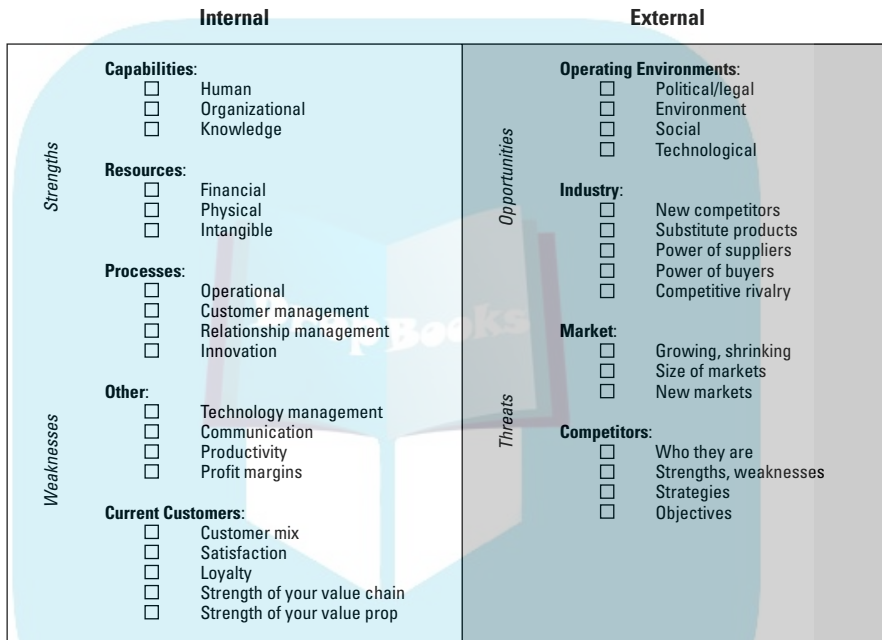 Internal
External
Strengths
Weaknesses
Capabilities:
Human
Organizational
Knowledge
Resources:
Financial
Physical
Intangible
Processes:
Operational
Customer management
Relationship management
Innovation
Other:
Technology management
Communication
Productivity
Profit margins
Current Customers:
Customer mix
Satisfaction
Loyalty
Strength of your value chain
Strength of your value prop
Opportunities
Threats
Operating Environments:
Political/legal
Environment
Social
Technological
Industry:
New competitors
Substitute products
Power of suppliers
Power of buyers
Competitive rivalry
Market:
Growing, shrinking
Size of markets
New markets
Competitors:
Who they are
Strengths, weaknesses
Strategies
Objectives